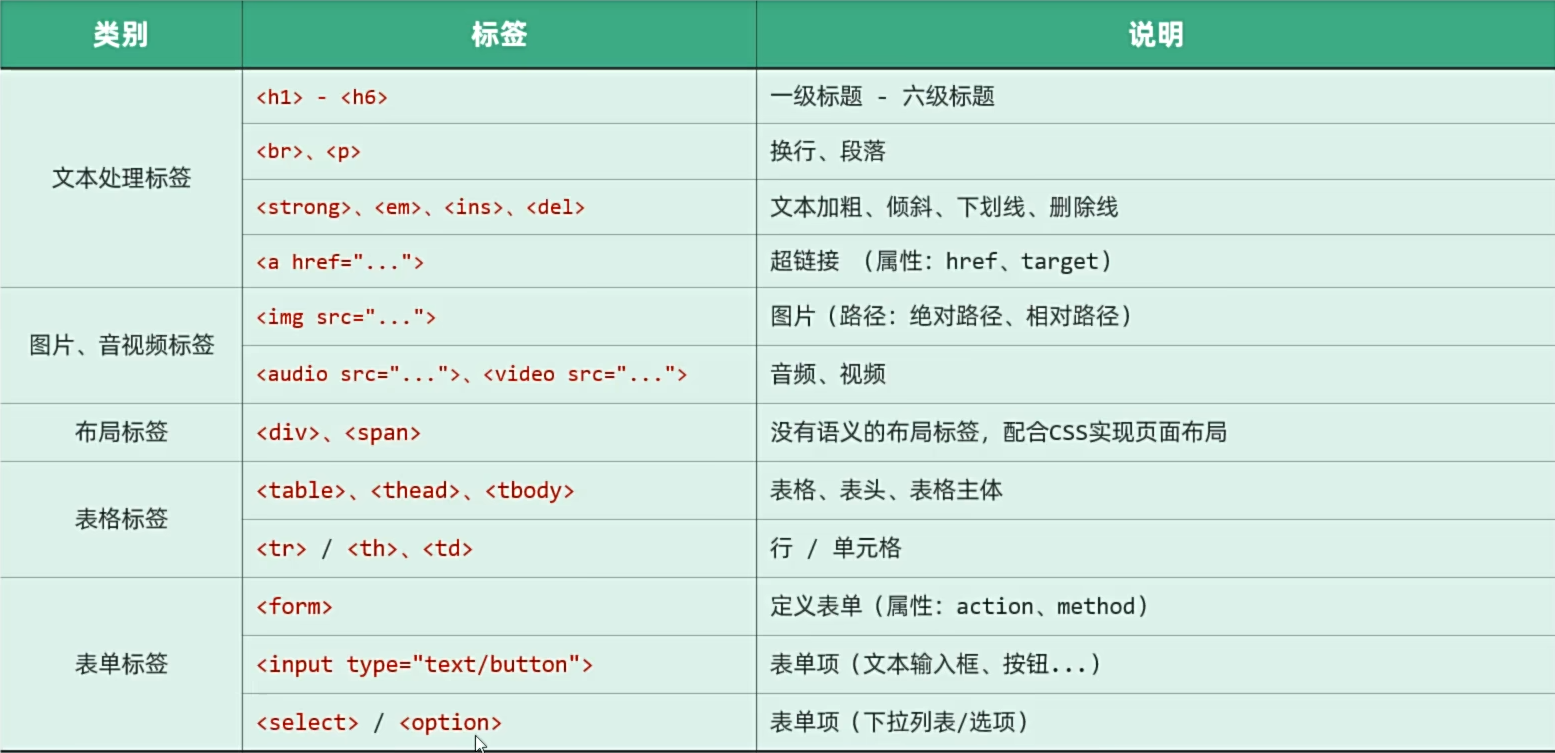 类别 标签 说明
文本处理标签
<h1> - <h6> 一级标题 - 六级标题
<br>、<p> 换行、段落
<strong>、<em>、<ins>、<del> 文本加粗、倾斜、下划线、删除线
<a href="..."> 超链接 （属性：href、target）
图片、音视频标签
<img src="..."> 图片（路径：绝对路径、相对路径）
<audio src="...">、<video src="..."> 音频、视频
布局标签 <div>、<span> 没有语义的布局标签，配合CSS实现页面布局
表格标签
<table>、<thead>、<tbody> 表格、表头、表格主体
<tr> / <th>、<td> 行 / 单元格
表单标签
<form> 定义表单（属性：action、method）
<input type="text/button"> 表单项（文本输入框、按钮...）
<select> / <option> 表单项（下拉列表/选项）